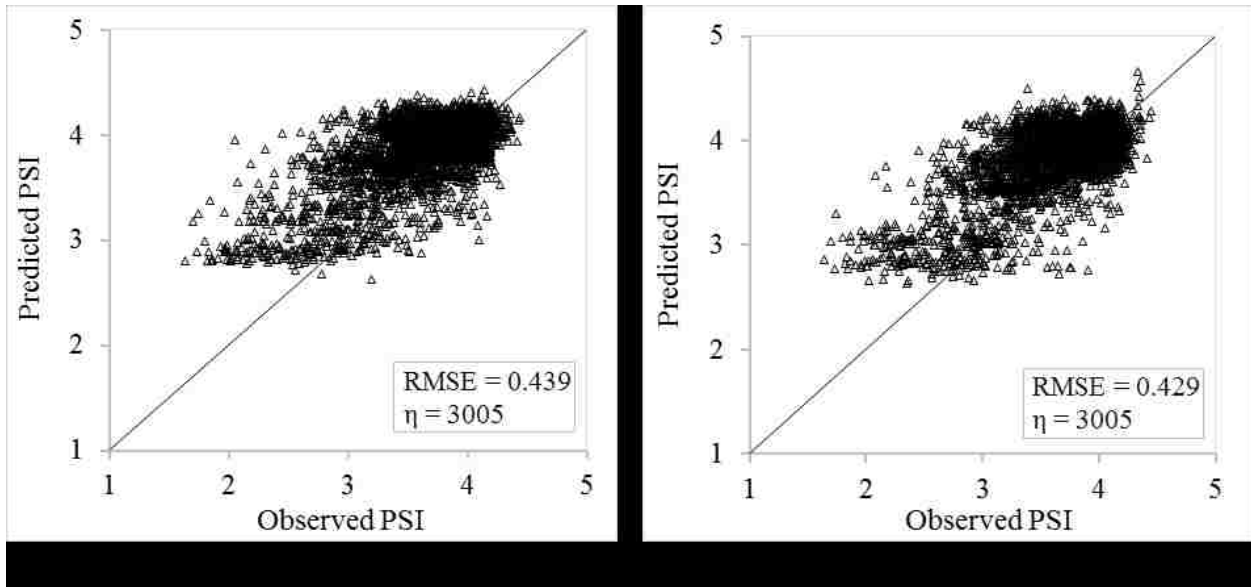 5
4
3
2
1
Predicted PSI
RMSE = 0.439
η = 3005
1 2 3 4 5
Observed PSI
5
4
3
2
1
Predicted PSI
RMSE = 0.429
η = 3005
1 2 3 4 5
Observed PSI